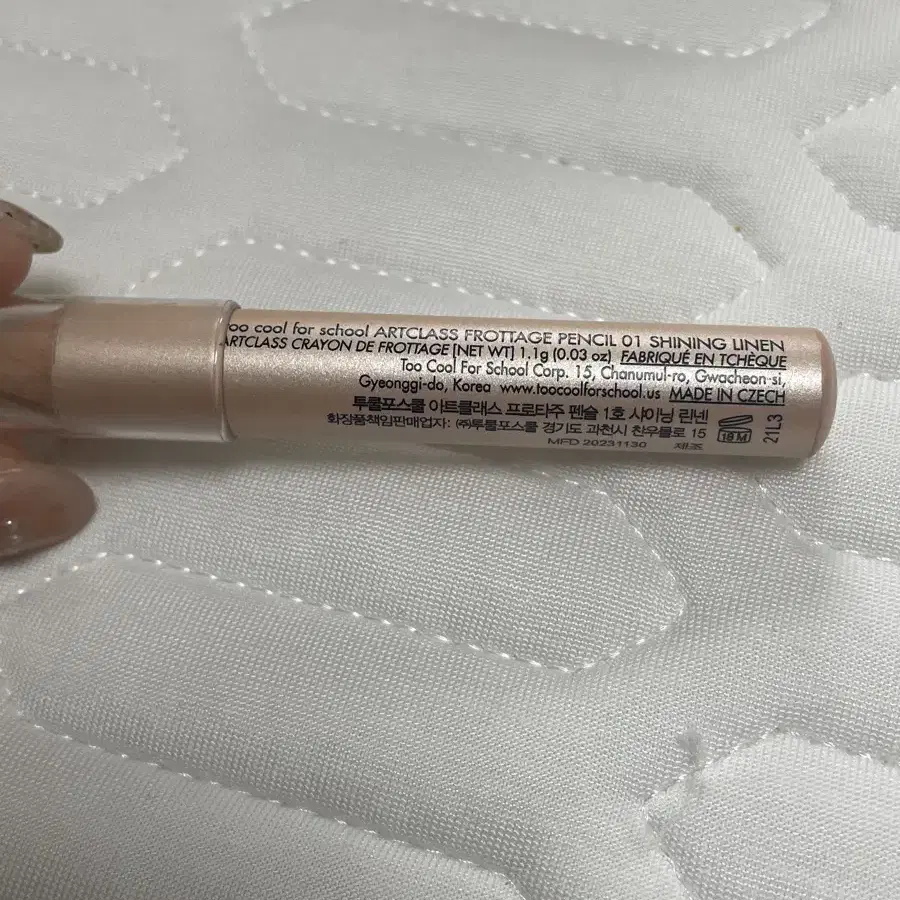 too cool for school ARTCLASS FROTTAGE PENCIL 01 SHINING LINEN
ARTCLASS CRAYON DE FROTTAGE [NET WT] 1.1g (0.03 oz) FABRIQUÉ EN TCHÈQUE
Too Cool For School Corp. 15, Chanumul-ro, Gwacheon-si,
Gyeonggi-do, Korea www.toocoolforschool.us MADE IN CZECH
투쿨포스쿨 아트클래스 프로타주 펜슬 1호 샤이닝 린넨
화장품책임판매업자: ㈜투쿨포스쿨 경기도 과천시 찬우물로 15
MFD 20231130 제조
18 M
21L3